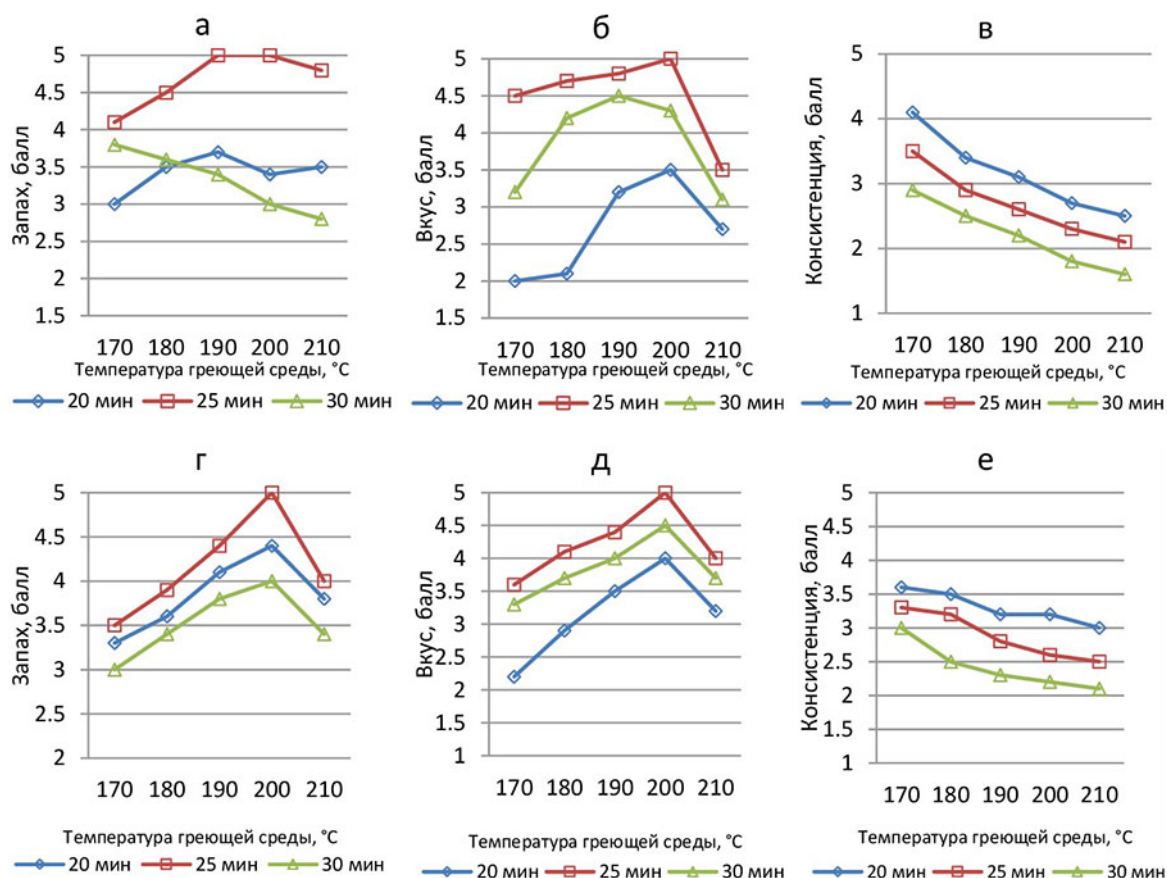 а
Запах, балл
5
4.5
4
3.5
3
2.5
2
1.5
170 180 190 200 210
Температура греющей среды, °С
20 мин 25 мин 30 мин
б
Вкус, балл
5
4.5
4
3.5
3
2.5
2
1.5
170 180 190 200 210
Температура греющей среды, °С
20 мин 25 мин 30 мин
в
Консистенция, балл
5
4
3
2
1
170 180 190 200 210
Температура греющей среды, °С
20 мин 25 мин 30 мин
г
Запах, балл
5
4.5
4
3.5
3
2.5
2
170 180 190 200 210
Температура греющей среды, °С
20 мин 25 мин 30 мин
д
Вкус, балл
5
4.5
4
3.5
3
2.5
2
1.5
1
170 180 190 200 210
Температура греющей среды, °С
20 мин 25 мин 30 мин
е
Консистенция, балл
5
4.5
4
3.5
3
2.5
2
1.5
1
170 180 190 200 210
Температура греющей среды, °С
20 мин 25 мин 30 мин